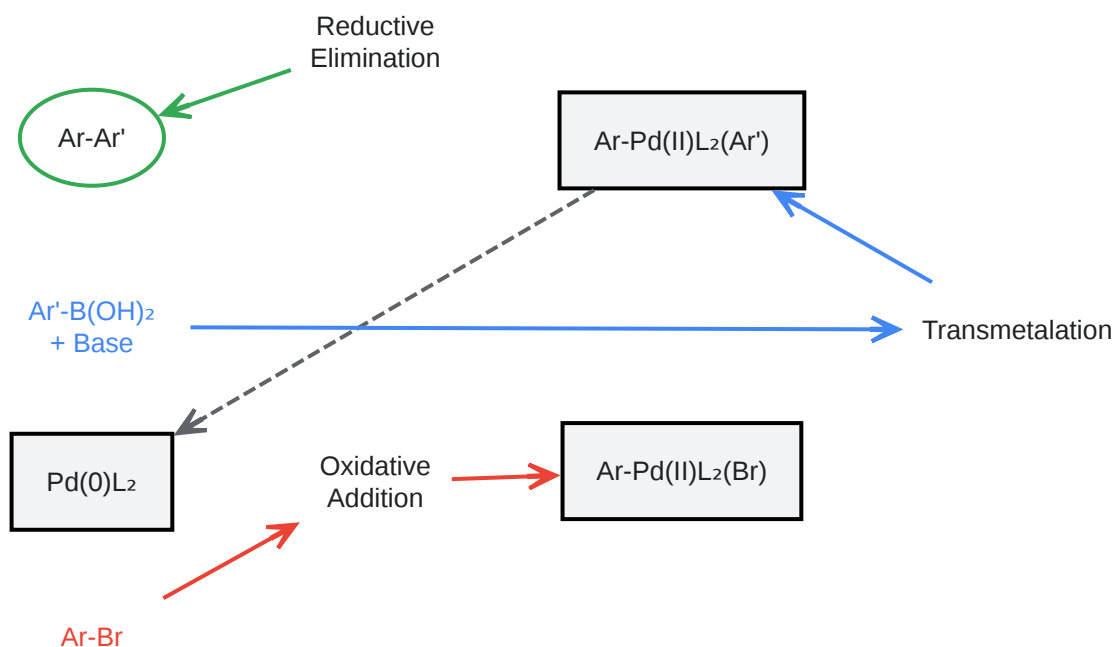 Reductive
Elimination
Ar-Ar'
Ar-Pd(II)L₂(Ar')
Ar'-B(OH)₂
+ Base
Transmetalation
Pd(0)L₂
Oxidative
Addition
Ar-Pd(II)L₂(Br)
Ar-Br